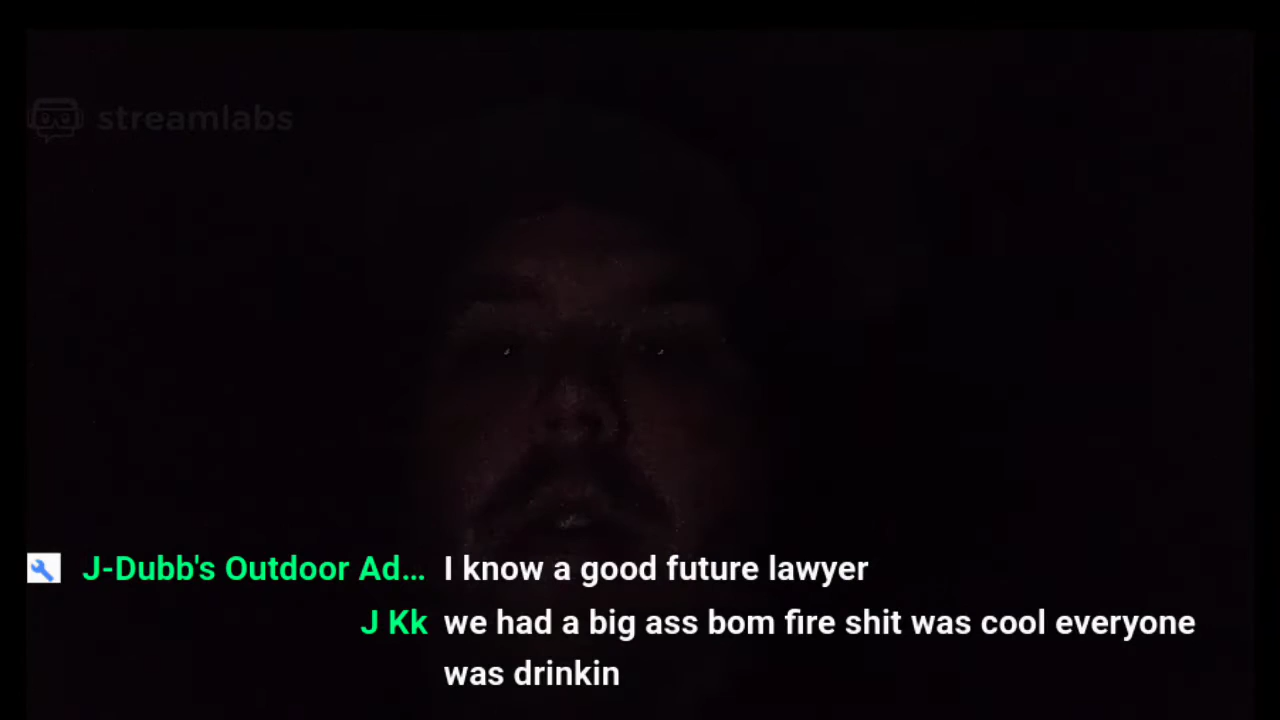 streamlabs
J-Dubb's Outdoor Ad... I know a good future lawyer
J Kk we had a big ass bom fire shit was cool everyone
was drinkin